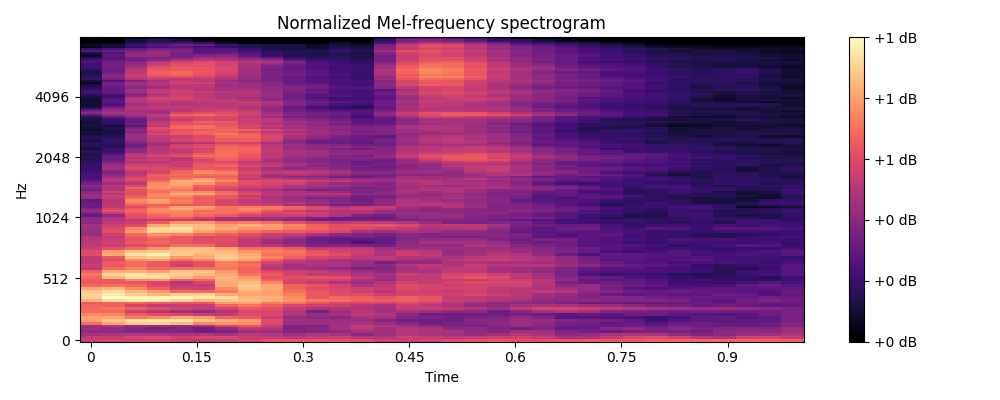 Normalized Mel-frequency spectrogram
Hz
4096
2048
1024
512
0
0 0.15 0.3 0.45 0.6 0.75 0.9
Time
+1 dB
+1 dB
+1 dB
+0 dB
+0 dB
+0 dB